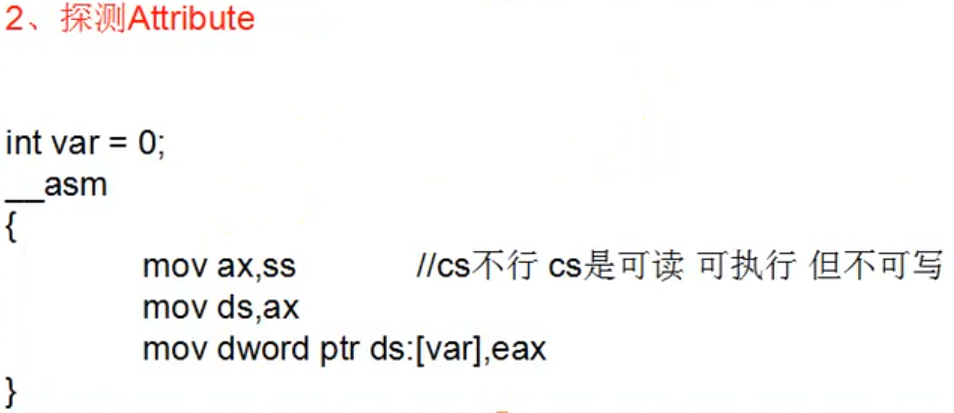 2、探测Attribute
int var = 0;
__asm
{
mov ax,ss //cs不行 cs是可读 可执行 但不可写
mov ds,ax
mov dword ptr ds:[var],eax
}